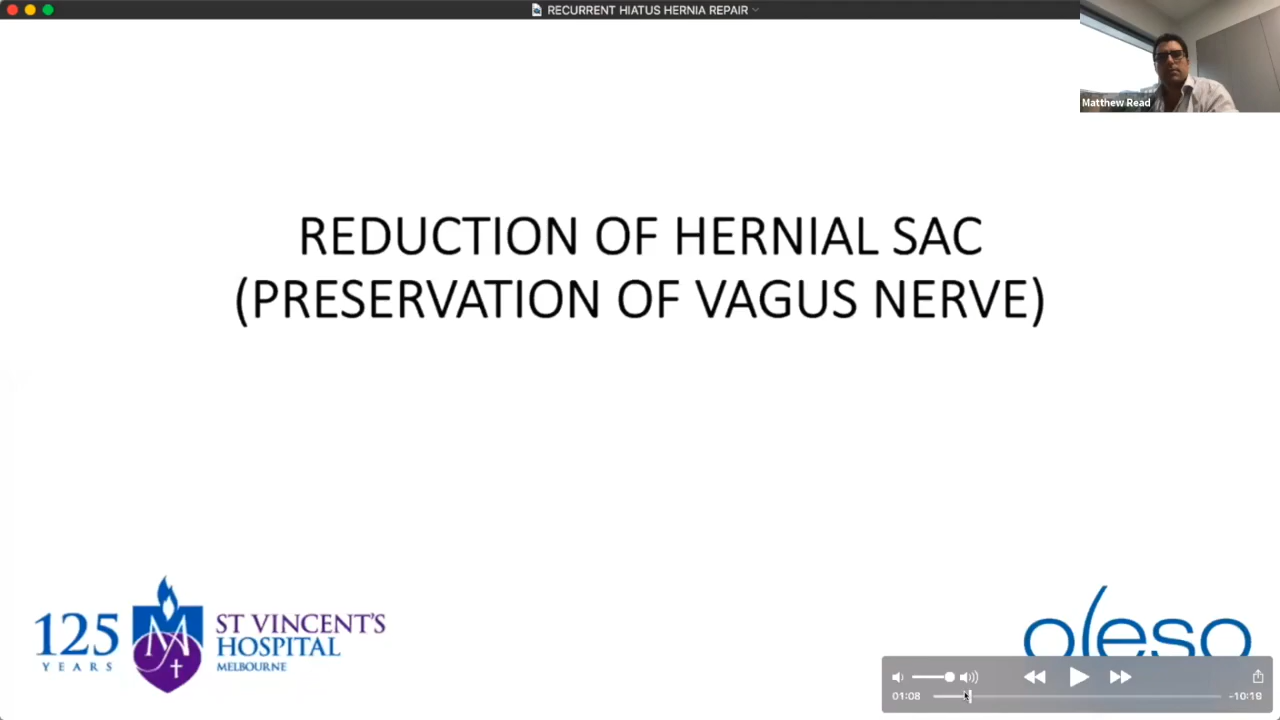 RECURRENT HIATUS HERNIA REPAIR
Matthew Read
REDUCTION OF HERNIAL SAC
(PRESERVATION OF VAGUS NERVE)
125
YEARS
ST VINCENT'S
HOSPITAL
MELBOURNE
oleso
01:08
-10:18